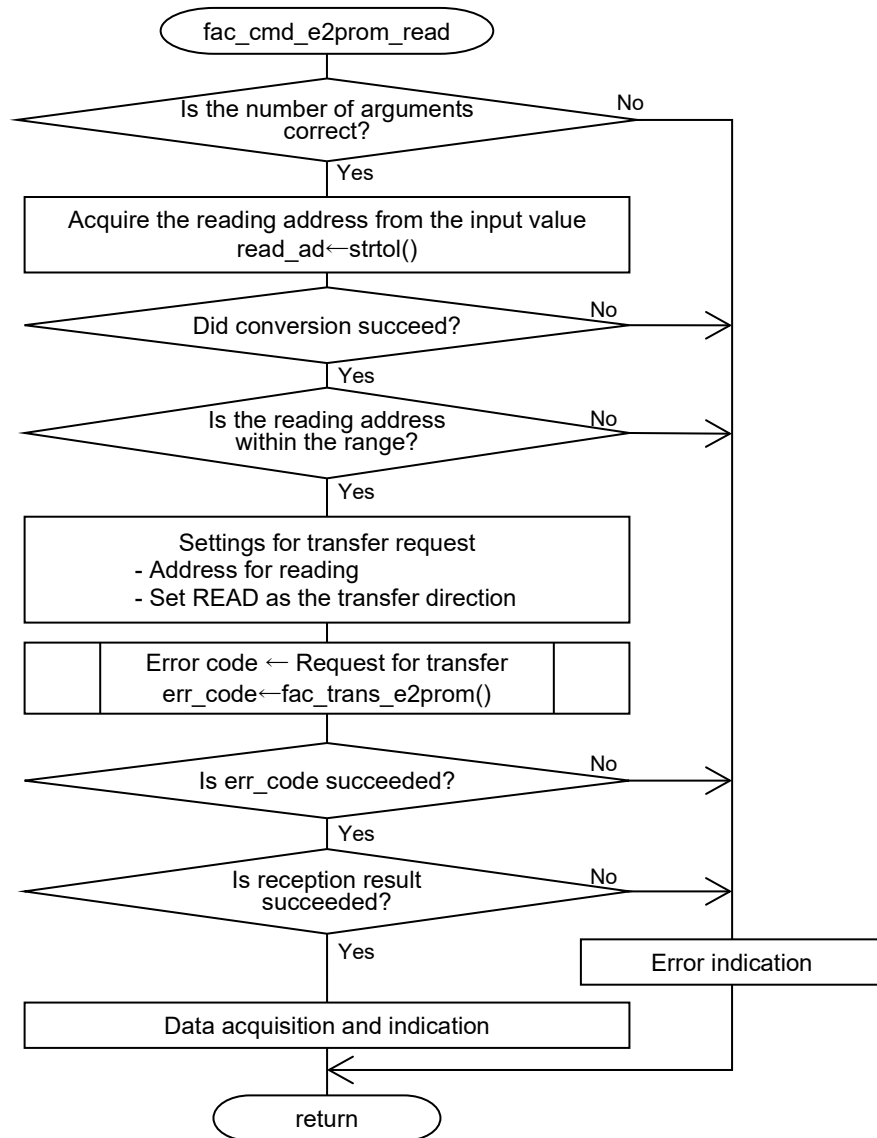 fac_cmd_e2prom_read
Is the number of arguments
correct?
No
Yes
Acquire the reading address from the input value
read_ad←strtol()
Did conversion succeed?
No
Yes
Is the reading address
within the range?
No
Yes
Settings for transfer request
- Address for reading
- Set READ as the transfer direction
Error code ← Request for transfer
err_code←fac_trans_e2prom()
Is err_code succeeded?
No
Yes
Is reception result
succeeded?
No
Yes
Error indication
Data acquisition and indication
return